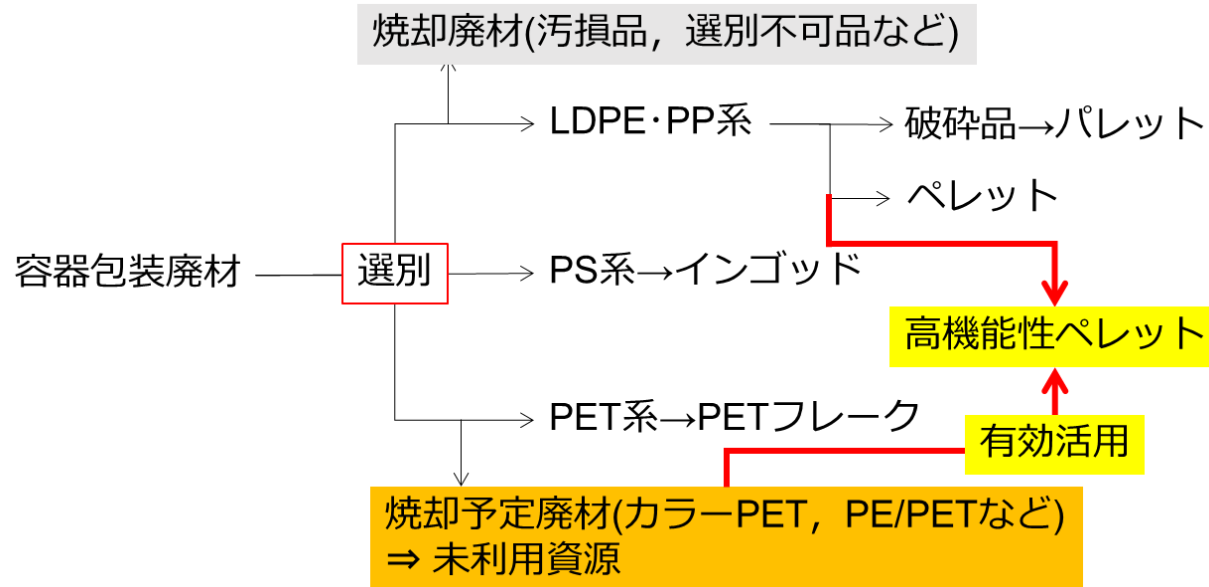 焼却廃材(汚損品，選別不可品など)
LDPE･PP系
破砕品→パレット
ペレット
容器包装廃材
選別
PS系→インゴッド
高機能性ペレット
PET系→PETフレーク
有効活用
焼却予定廃材(カラーPET，PE/PETなど)
⇒ 未利用資源